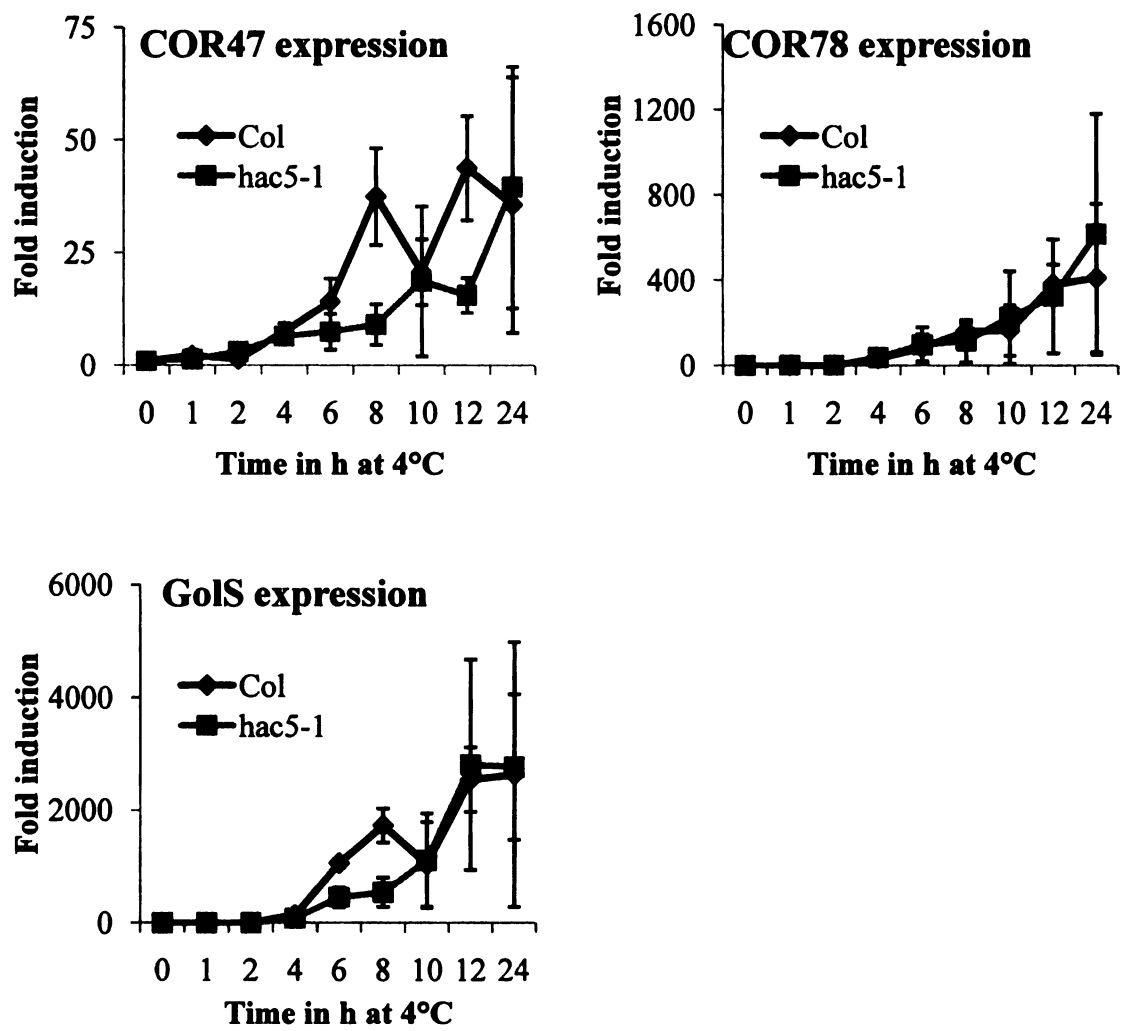 COR47 expression
75
50
25
0
Fold induction
Col
hac5-1
0 1 2 4 6 8 10 12 24
Time in h at 4°C
COR78 expression
1600
1200
800
400
0
Fold induction
Col
hac5-1
0 1 2 4 6 8 10 12 24
Time in h at 4°C
GolS expression
6000
4000
2000
0
Fold induction
Col
hac5-1
0 1 2 4 6 8 10 12 24
Time in h at 4°C